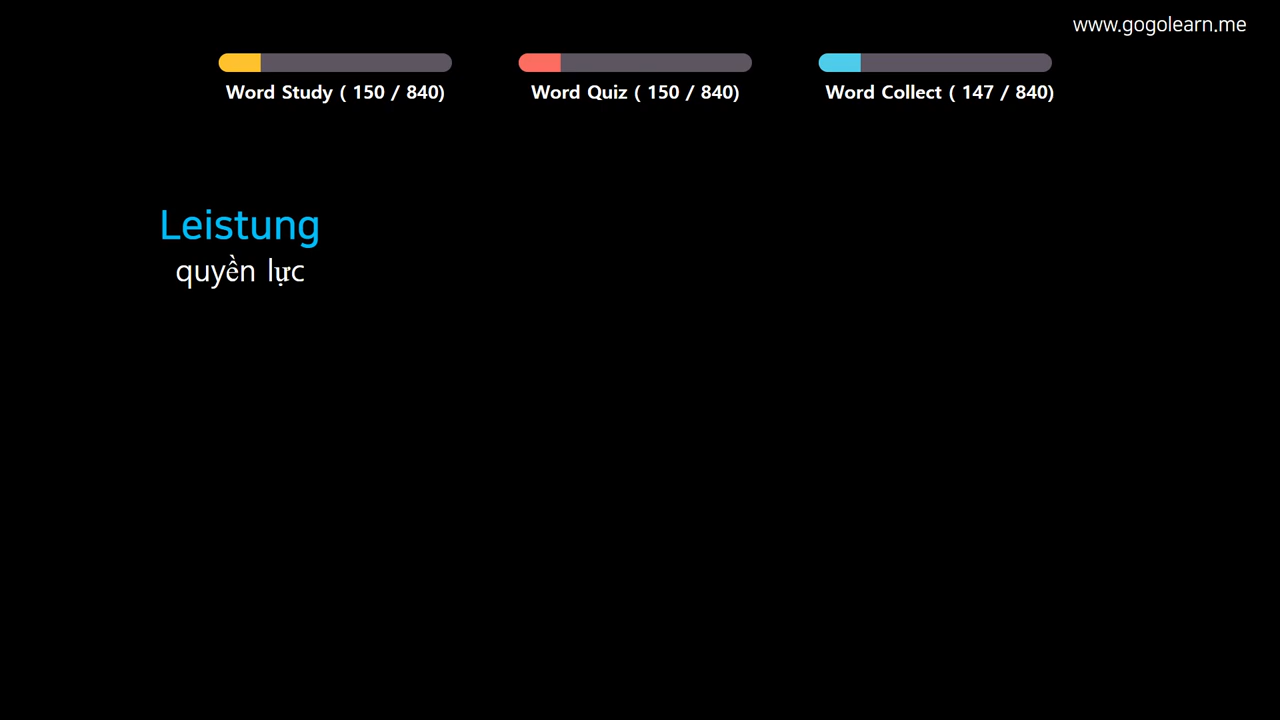 www.gogolearn.me
Word Study ( 150 / 840)
Word Quiz ( 150 / 840)
Word Collect ( 147 / 840)
Leistung
quyền lực